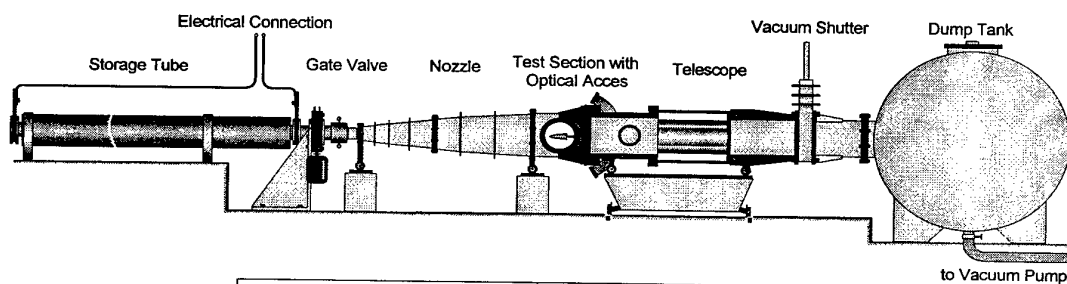 Electrical Connection
Storage Tube
Gate Valve
Nozzle
Test Section with
Optical Acces
Telescope
Vacuum Shutter
Dump Tank
to Vacuum Pump